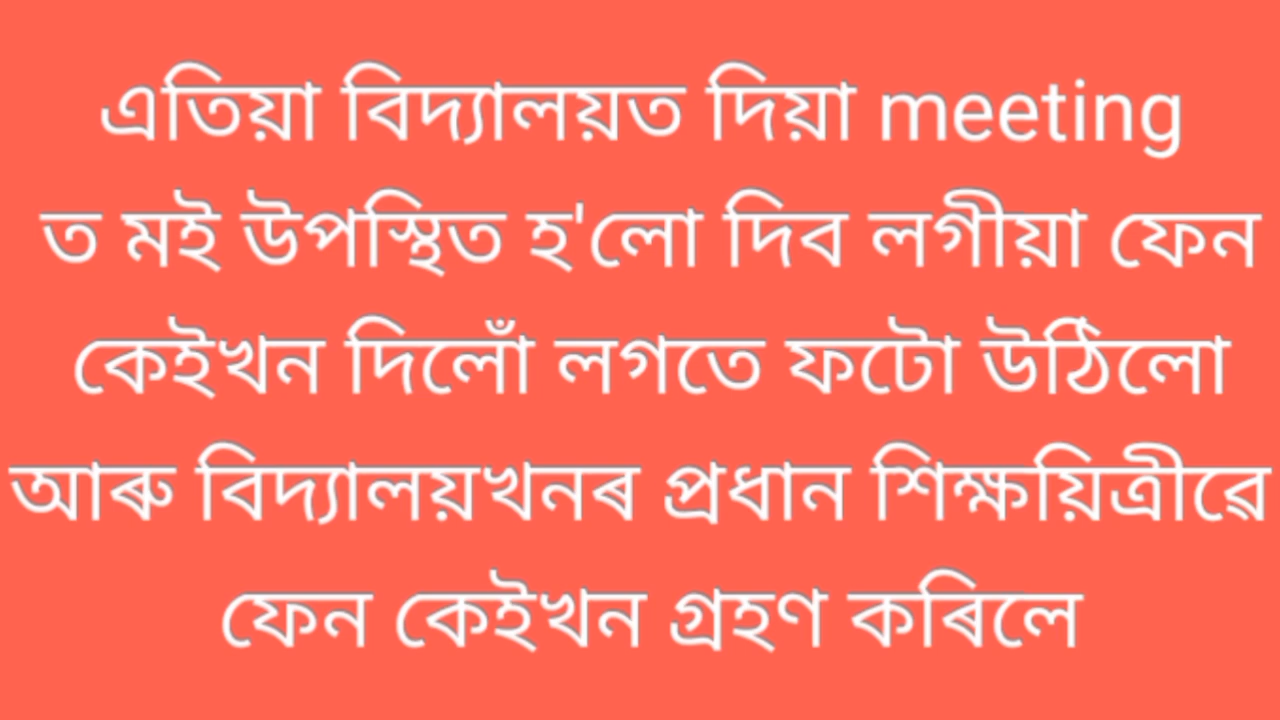 এতিয়া বিদ্যালয়ত দিয়া meeting
ত মই উপস্থিত হ'লো দিব লগীয়া ফেন
কেইখন দিলোঁ লগতে ফটো উঠিলো
আৰু বিদ্যালয়খনৰ প্ৰধান শিক্ষয়িত্ৰীৱে
ফেন কেইখন গ্ৰহণ কৰিলে